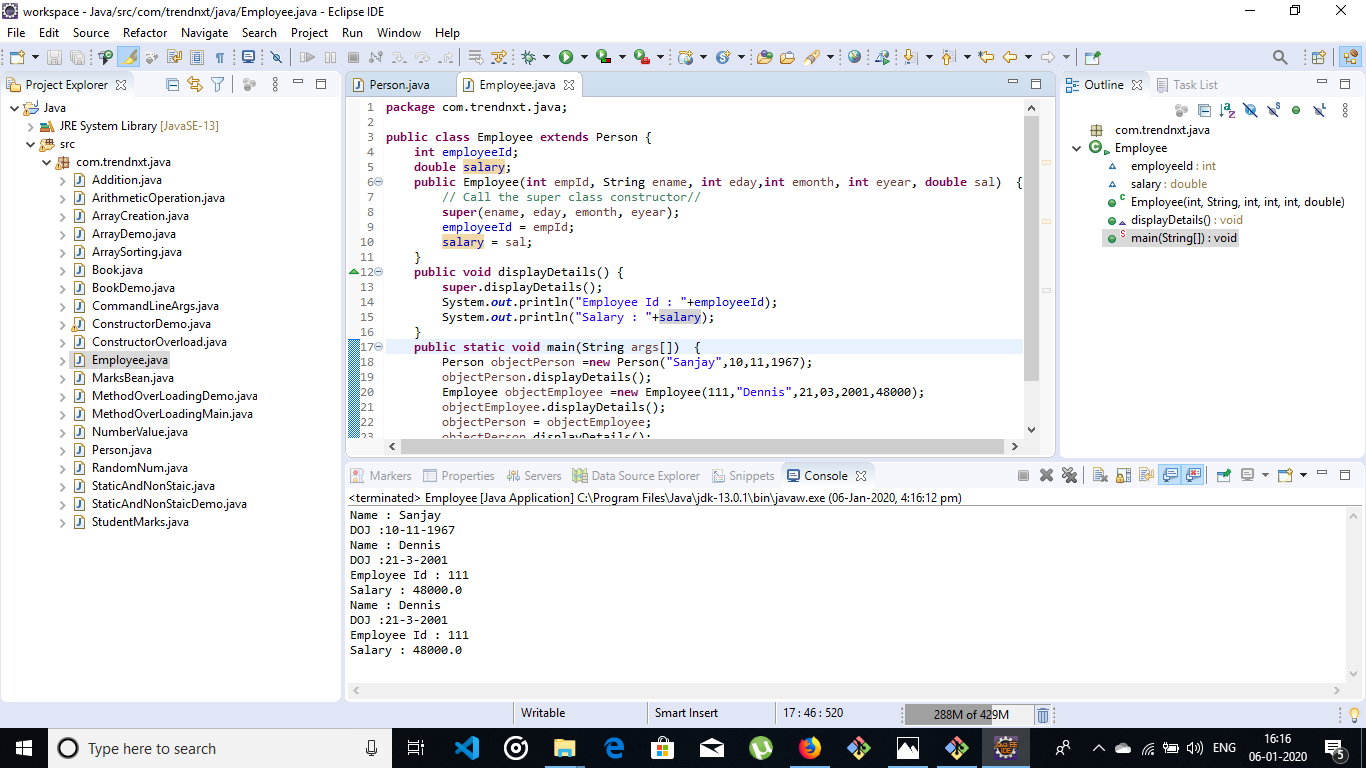 workspace - Java/src/com/trendnxt/java/Employee.java - Eclipse IDE
File Edit Source Refactor Navigate Search Project Run Window Help
Project Explorer
Java
JRE System Library [JavaSE-13]
src
com.trendnxt.java
Addition.java
ArithmeticOperation.java
ArrayCreation.java
ArrayDemo.java
ArraySorting.java
Book.java
BookDemo.java
CommandLineArgs.java
ConstructorDemo.java
ConstructorOverload.java
Employee.java
MarksBean.java
MethodOverLoadingDemo.java
MethodOverLoadingMain.java
NumberValue.java
Person.java
RandomNum.java
StaticAndNonStaic.java
StaticAndNonStaicDemo.java
StudentMarks.java
Person.java Employee.java
1 package com.trendnxt.java;
2
3 public class Employee extends Person {
4 int employeeId;
5 double salary;
6 public Employee(int empId, String ename, int eday,int emonth, int eyear, double sal) {
7 // Call the super class constructor//
8 super(ename, eday, emonth, eyear);
9 employeeId = empId;
10 salary = sal;
11 }
12 public void displayDetails() {
13 super.displayDetails();
14 System.out.println("Employee Id : "+employeeId);
15 System.out.println("Salary : "+salary);
16 }
17 public static void main(String args[]) {
18 Person objectPerson =new Person("Sanjay",10,11,1967);
19 objectPerson.displayDetails();
20 Employee objectEmployee =new Employee(111,"Dennis",21,03,2001,48000);
21 objectEmployee.displayDetails();
22 objectPerson = objectEmployee;
23 objectPerson.displayDetails();
Outline Task List
com.trendnxt.java
Employee
employeeId : int
salary : double
Employee(int, String, int, int, int, double)
displayDetails() : void
main(String[]) : void
Markers Properties Servers Data Source Explorer Snippets Console
<terminated> Employee [Java Application] C:\Program Files\Java\jdk-13.0.1\bin\javaw.exe (06-Jan-2020, 4:16:12 pm)
Name : Sanjay
DOJ :10-11-1967
Name : Dennis
DOJ :21-3-2001
Employee Id : 111
Salary : 48000.0
Name : Dennis
DOJ :21-3-2001
Employee Id : 111
Salary : 48000.0
Writable Smart Insert 17 : 46 : 520 288M of 429M
Type here to search
ENG
16:16
06-01-2020
5